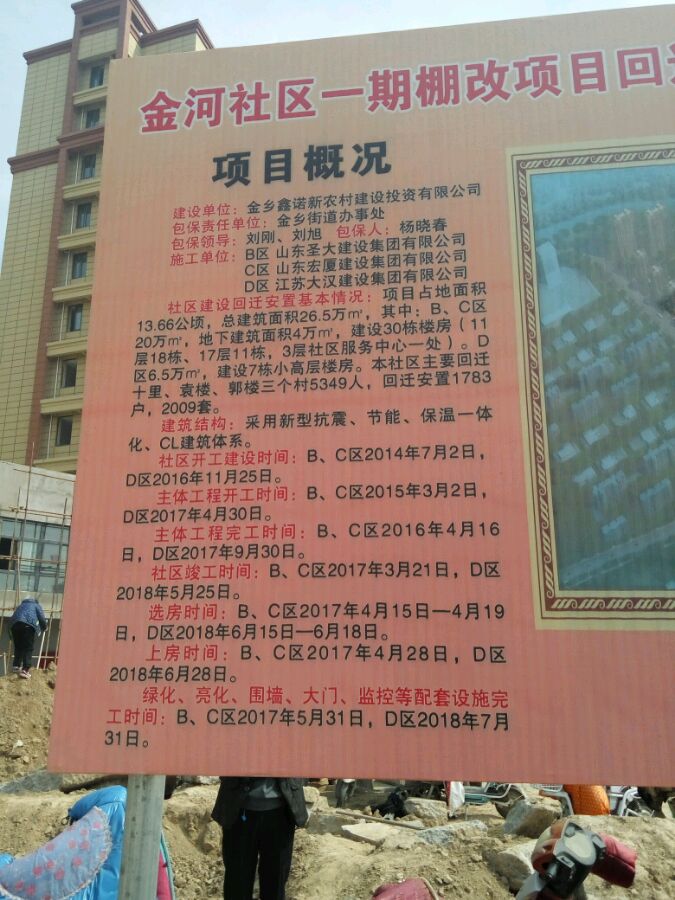 金河社区一期棚改项目回
项目概况
建设单位：金乡鑫诺新农村建设投资有限公司
包保责任单位：金乡街道办事处
包保领导：刘刚、刘旭 包保人：杨晓春
施工单位：B区 山东圣大建设集团有限公司
C区 山东宏厦建设集团有限公司
D区 江苏大汉建设集团有限公司
社区建设回迁安置基本情况：项目占地面积
13.66公顷，总建筑面积26.5万㎡，其中：B、C区
20万㎡，地下建筑面积4万㎡，建设30栋楼房（11
层18栋、17层11栋，3层社区服务中心一处）。D
区6.5万㎡，建设7栋小高层楼房。本社区主要回迁
十里、袁楼、郭楼三个村5349人，回迁安置1783
户，2009套。
建筑结构：采用新型抗震、节能、保温一体
化、CL建筑体系。
社区开工建设时间：B、C区2014年7月2日，
D区2016年11月25日。
主体工程开工时间：B、C区2015年3月2日，
D区2017年4月30日。
主体工程完工时间：B、C区2016年4月16
日，D区2017年9月30日。
社区竣工时间：B、C区2017年3月21日，D区
2018年5月25日。
选房时间：B、C区2017年4月15日—4月19
日，D区2018年6月15日—6月18日。
上房时间：B、C区2017年4月28日，D区
2018年6月28日。
绿化、亮化、围墙、大门、监控等配套设施完
工时间：B、C区2017年5月31日，D区2018年7月
31日。